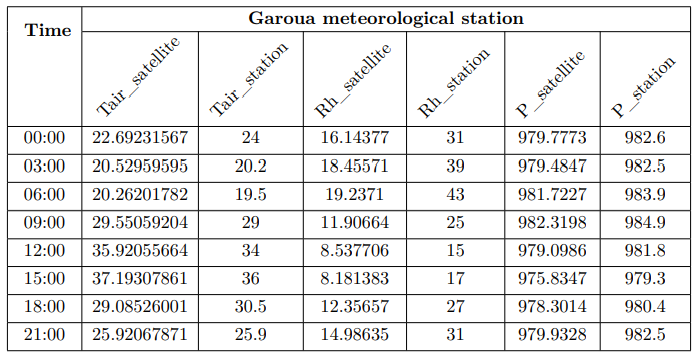 Garoua meteorological station
Time Tair_satellite Tair_station Rh_satellite Rh_station P_satellite P_station
00:00 22.69231567 24 16.14377 31 979.7773 982.6
03:00 20.52959595 20.2 18.45571 39 979.4847 982.5
06:00 20.26201782 19.5 19.2371 43 981.7227 983.9
09:00 29.55059204 29 11.90664 25 982.3198 984.9
12:00 35.92055664 34 8.537706 15 979.0986 981.8
15:00 37.19307861 36 8.181383 17 975.8347 979.3
18:00 29.08526001 30.5 12.35657 27 978.3014 980.4
21:00 25.92067871 25.9 14.98635 31 979.9328 982.5